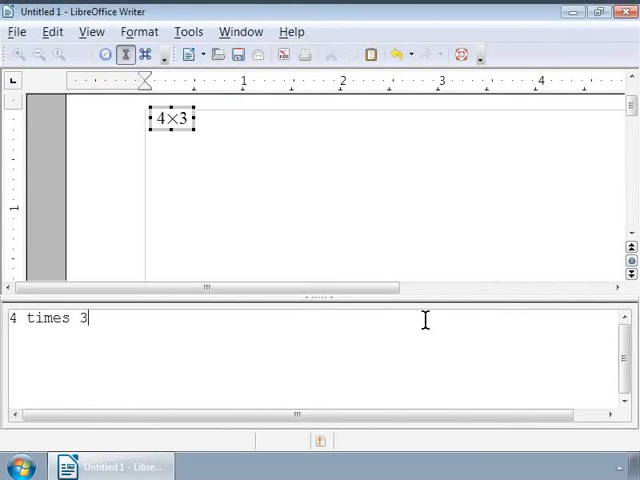 Untitled 1 - LibreOffice Writer
File Edit View Format Tools Window Help
1 2 3 4
4×3
1
4 times 3
Untitled 1 - Libre...